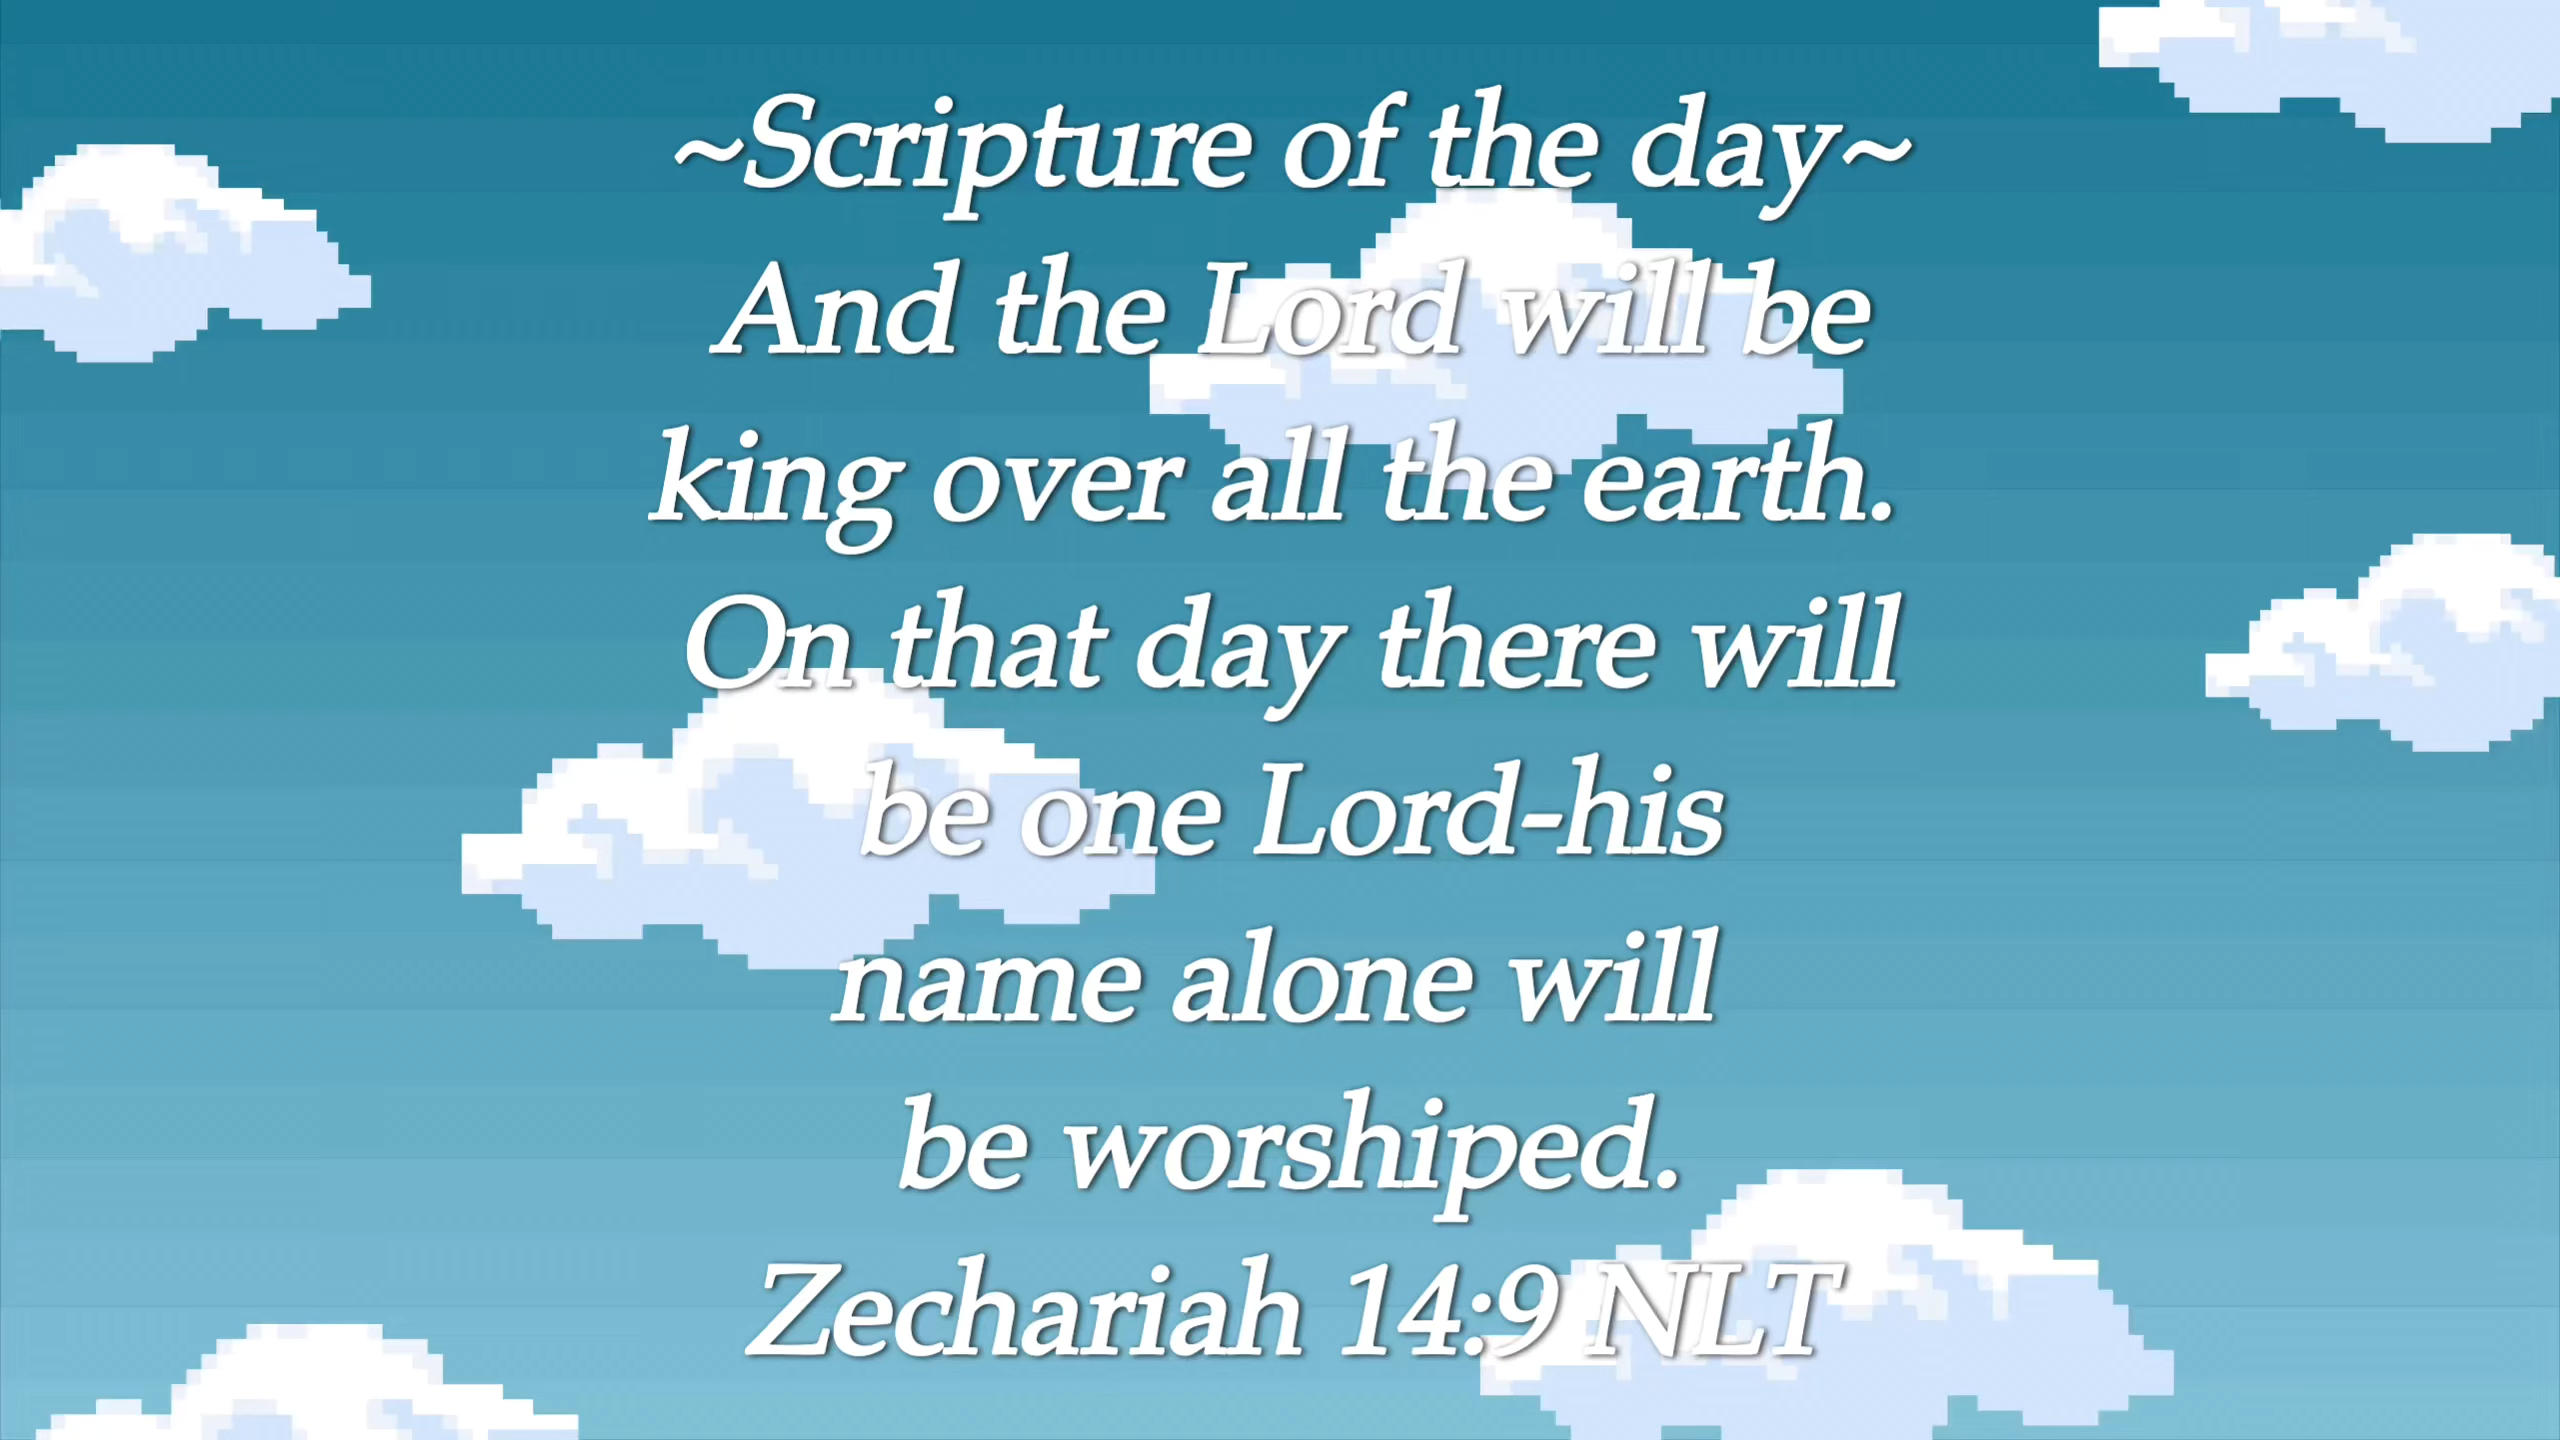 ~Scripture of the day~
And the Lord will be
king over all the earth.
On that day there will
be one Lord-his
name alone will
be worshiped.
Zechariah 14:9 NLT